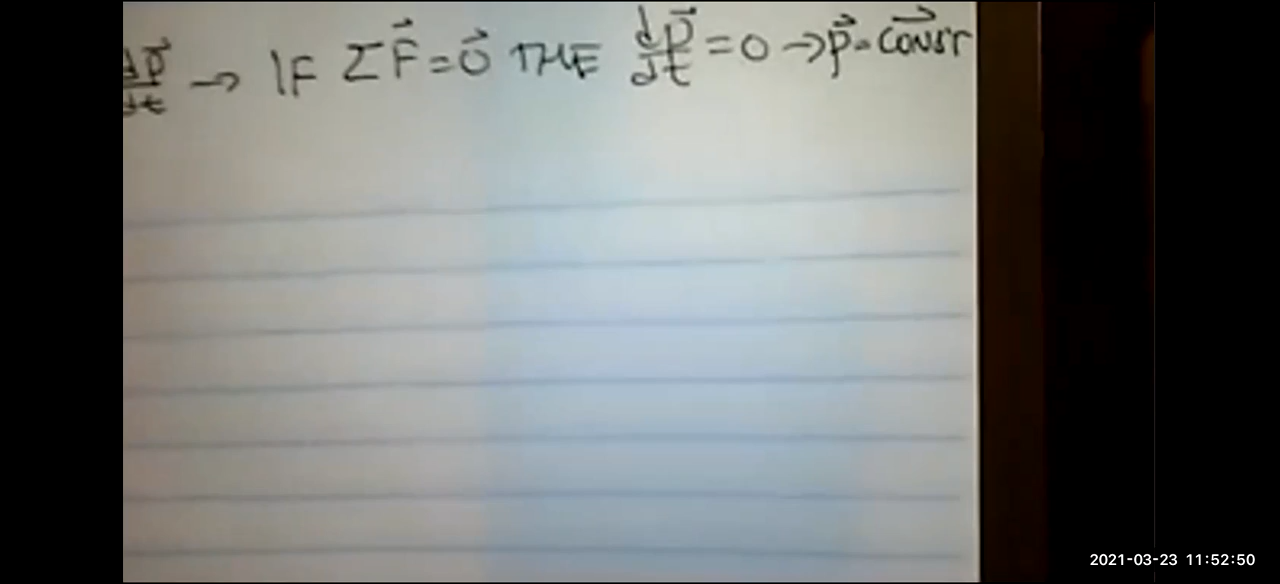 dp⃗/dt → IF ΣF⃗=0⃗ THE dp⃗/dt=0→p⃗=const⃗
2021-03-23 11:52:50